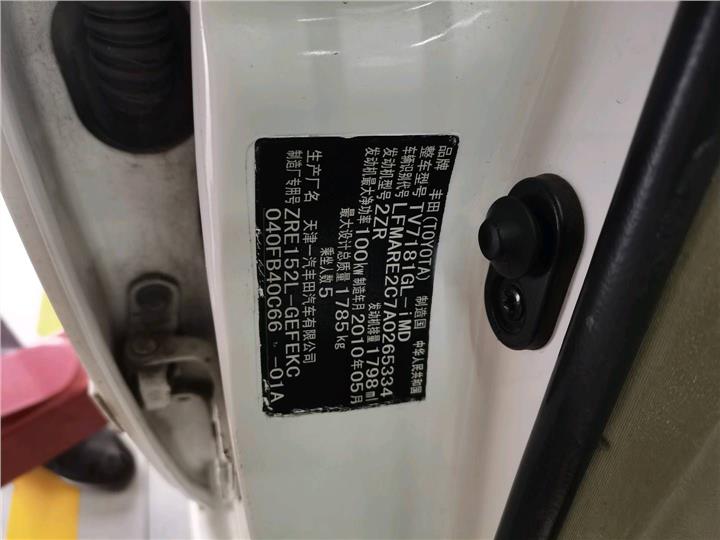 品牌 丰田(TOYOTA) 制造国 中华人民共和国
整车型号 TV7181GL-iMD
车辆识别代号 LFMARE2G7A0265334
发动机型号 2ZR 发动机排量 1798ml
发动机最大净功率 100kW 制造年月 2010年05月
最大设计总质量 1785kg
乘坐人数 5
生产厂名 天津一汽丰田汽车有限公司
制造厂专用号 ZRE152L-GEFEKC
040FB40C66 -01A